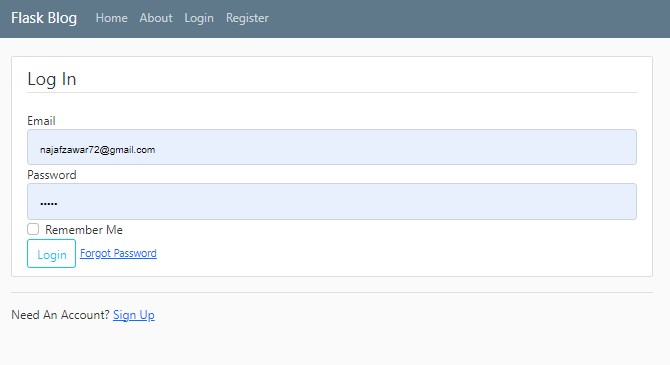 Flask Blog Home About Login Register
Log In
Email
najafzawar72@gmail.com
Password
•••••
Remember Me
Login Forgot Password
Need An Account? Sign Up